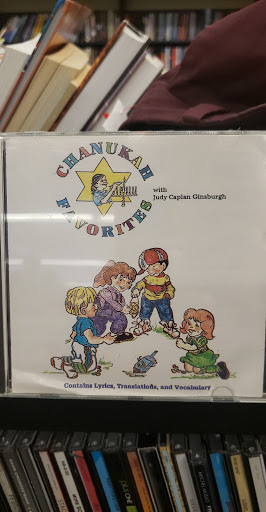 CHANUKAH
FAVORITES
with
Judy Caplan Ginsburgh
Contains Lyrics, Translations, and Vocabulary